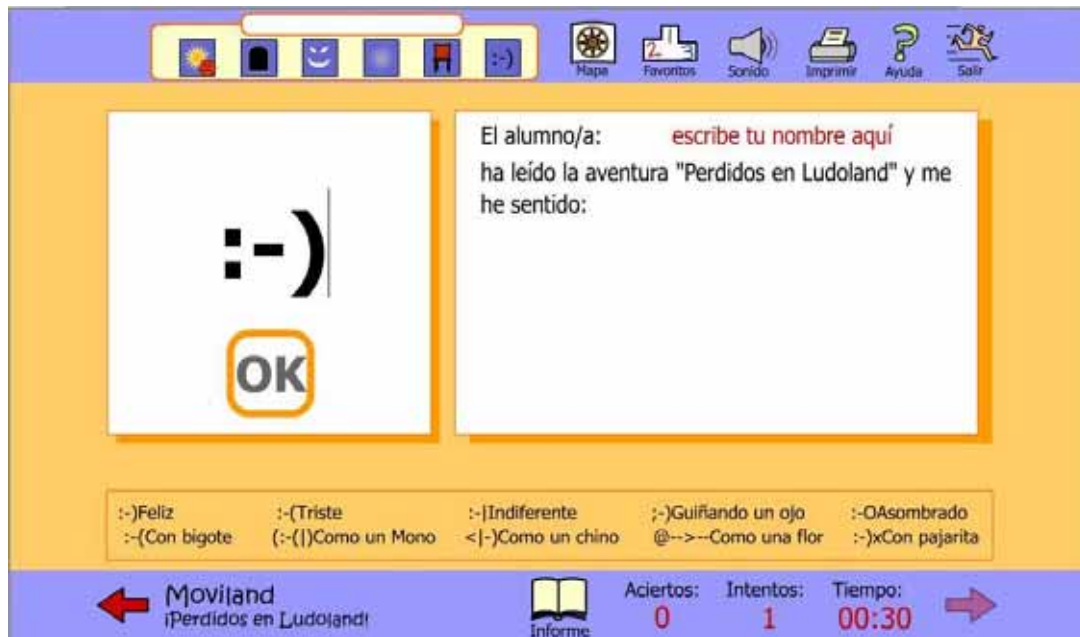 :-)
Mapa
2.
Favoritos
Sonido
Imprimir
?
Ayuda
Salir
:-)
OK
El alumno/a: escribe tu nombre aquí
ha leído la aventura "Perdidos en Ludoland" y me
he sentido:
:-)Feliz :-(Triste :-|Indiferente ;-)Guiñando un ojo :-OAsombrado
:-{Con bigote (:-(|)Como un Mono <|-)Como un chino @-->--Como una flor :-)xCon pajarita
Moviland
¡Perdidos en Ludoland!
Informe
Aciertos: Intentos: Tiempo:
0 1 00:30